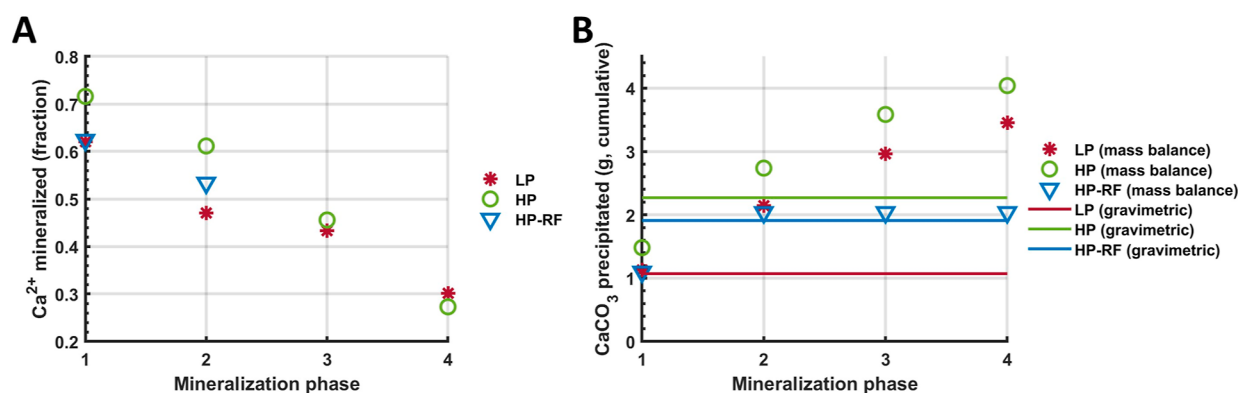 A
0.8
0.7
0.6
0.5
0.4
0.3
0.2
1
2
3
4
Ca2+ mineralized (fraction)
Mineralization phase
LP
HP
HP-RF
B
4
3
2
1
0
1
2
3
4
CaCO3 precipitated (g, cumulative)
Mineralization phase
LP (mass balance)
HP (mass balance)
HP-RF (mass balance)
LP (gravimetric)
HP (gravimetric)
HP-RF (gravimetric)